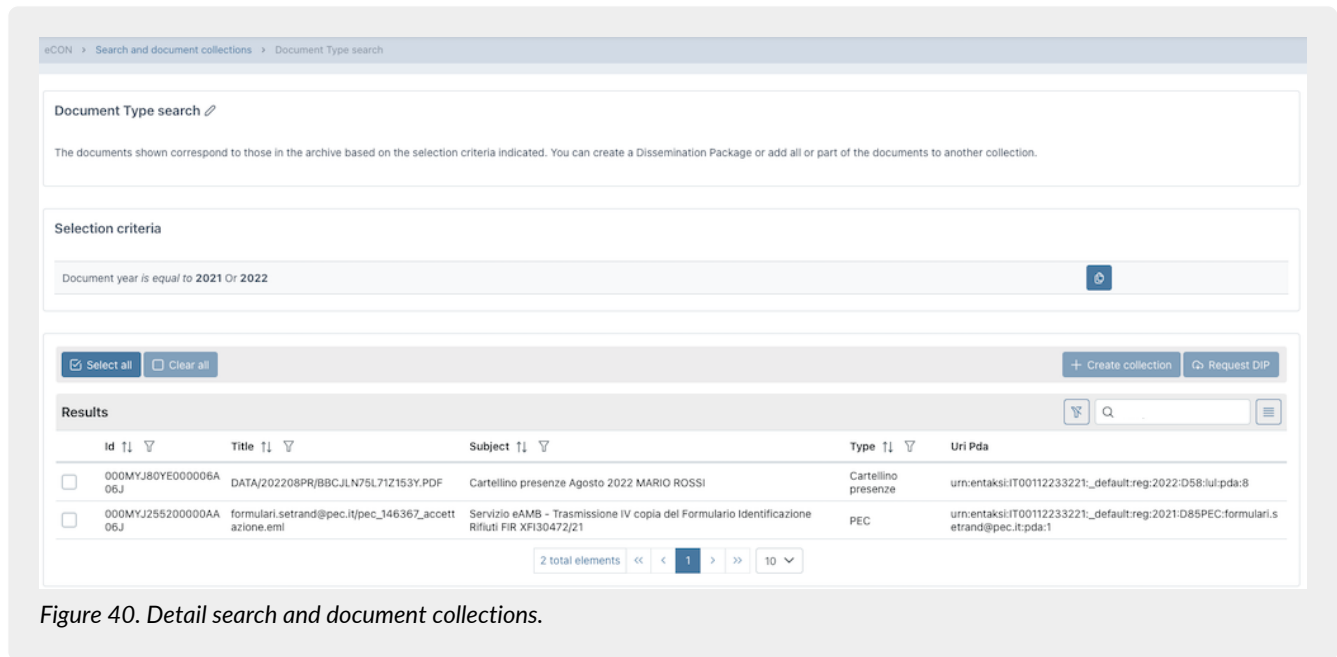 eCON > Search and document collections > Document Type search
Document Type search
The documents shown correspond to those in the archive based on the selection criteria indicated. You can create a Dissemination Package or add all or part of the documents to another collection.
Selection criteria
Document year is equal to 2021 Or 2022
Select all Clear all + Create collection Request DIP
Results
Id Title Subject Type Uri Pda
000MYJ80YE000006A DATA/202208PR/BBCJLN75L71Z153Y.PDF Cartellino presenze Agosto 2022 MARIO ROSSI Cartellino urn:entaksi:IT00112233221:_default:reg:2022:D58:lul:pda:8
06J presenze
000MYJ255200000AA formulari.setrand@pec.it/pec_146367_accett Servizio eAMB - Trasmissione IV copia del Formulario Identificazione PEC urn:entaksi:IT00112233221:_default:reg:2021:D85PEC:formulari.s
06J azione.eml Rifiuti FIR XFI30472/21 etrand@pec.it:pda:1
2 total elements << < 1 > >> 10
Figure 40. Detail search and document collections.